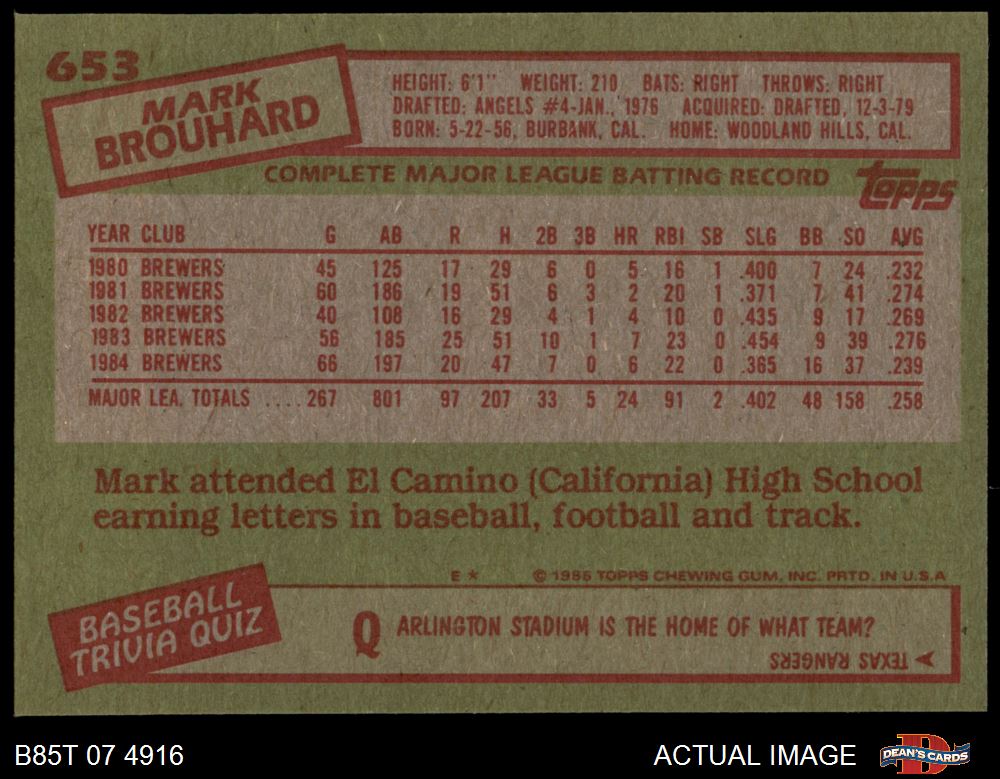 653
MARK
BROUHARD
HEIGHT: 6'1" WEIGHT: 210 BATS: RIGHT THROWS: RIGHT
DRAFTED: ANGELS #4-JAN., 1976 ACQUIRED: DRAFTED, 12-3-79
BORN: 5-22-56, BURBANK, CAL. HOME: WOODLAND HILLS, CAL.
COMPLETE MAJOR LEAGUE BATTING RECORD
topps
YEAR CLUB G AB R H 2B 3B HR RBI SB SLG BB SO AVG
1980 BREWERS 45 125 17 29 6 0 5 16 1 .400 7 24 .232
1981 BREWERS 60 186 19 51 6 3 2 20 1 .371 7 41 .274
1982 BREWERS 40 108 16 29 4 1 4 10 0 .435 9 17 .269
1983 BREWERS 56 185 25 51 10 1 7 23 0 .454 9 39 .276
1984 BREWERS 66 197 20 47 7 0 6 22 0 .365 16 37 .239
MAJOR LEA. TOTALS ....267 801 97 207 33 5 24 91 2 .402 48 158 .258
Mark attended El Camino (California) High School
earning letters in baseball, football and track.
E * © 1985 TOPPS CHEWING GUM, INC. PRTD. IN U.S.A
BASEBALL
TRIVIA QUIZ
Q ARLINGTON STADIUM IS THE HOME OF WHAT TEAM?
TEXAS RANGERS
B85T 07 4916
ACTUAL IMAGE
D
DEAN'S CARDS